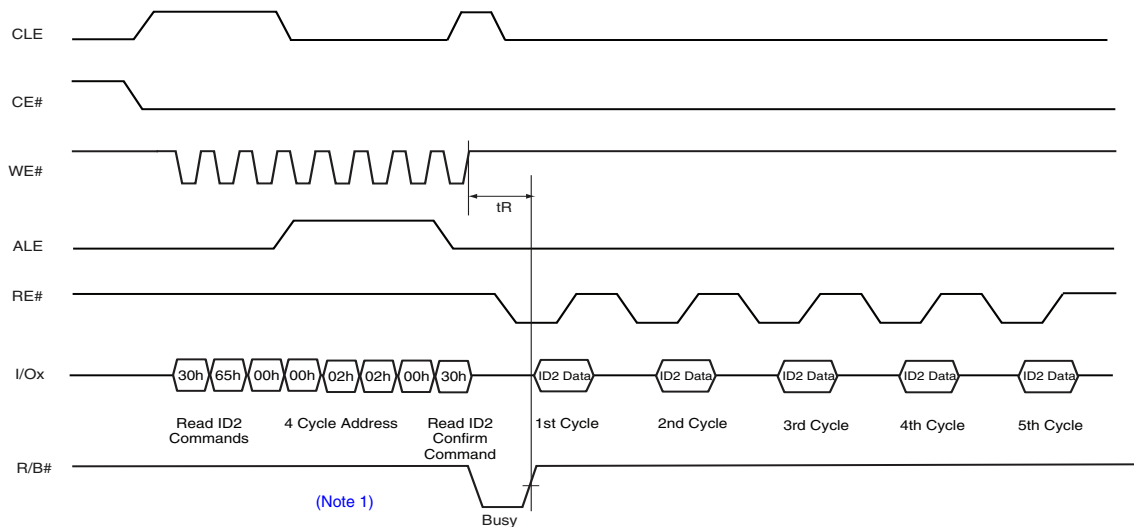 CLE
CE#
WE#
tR
ALE
RE#
I/Ox 30h 65h 00h 00h 02h 02h 00h 30h ID2 Data ID2 Data ID2 Data ID2 Data ID2 Data
Read ID2 Commands
4 Cycle Address
Read ID2 Confirm Command
1st Cycle
2nd Cycle
3rd Cycle
4th Cycle
5th Cycle
R/B#
(Note 1)
Busy